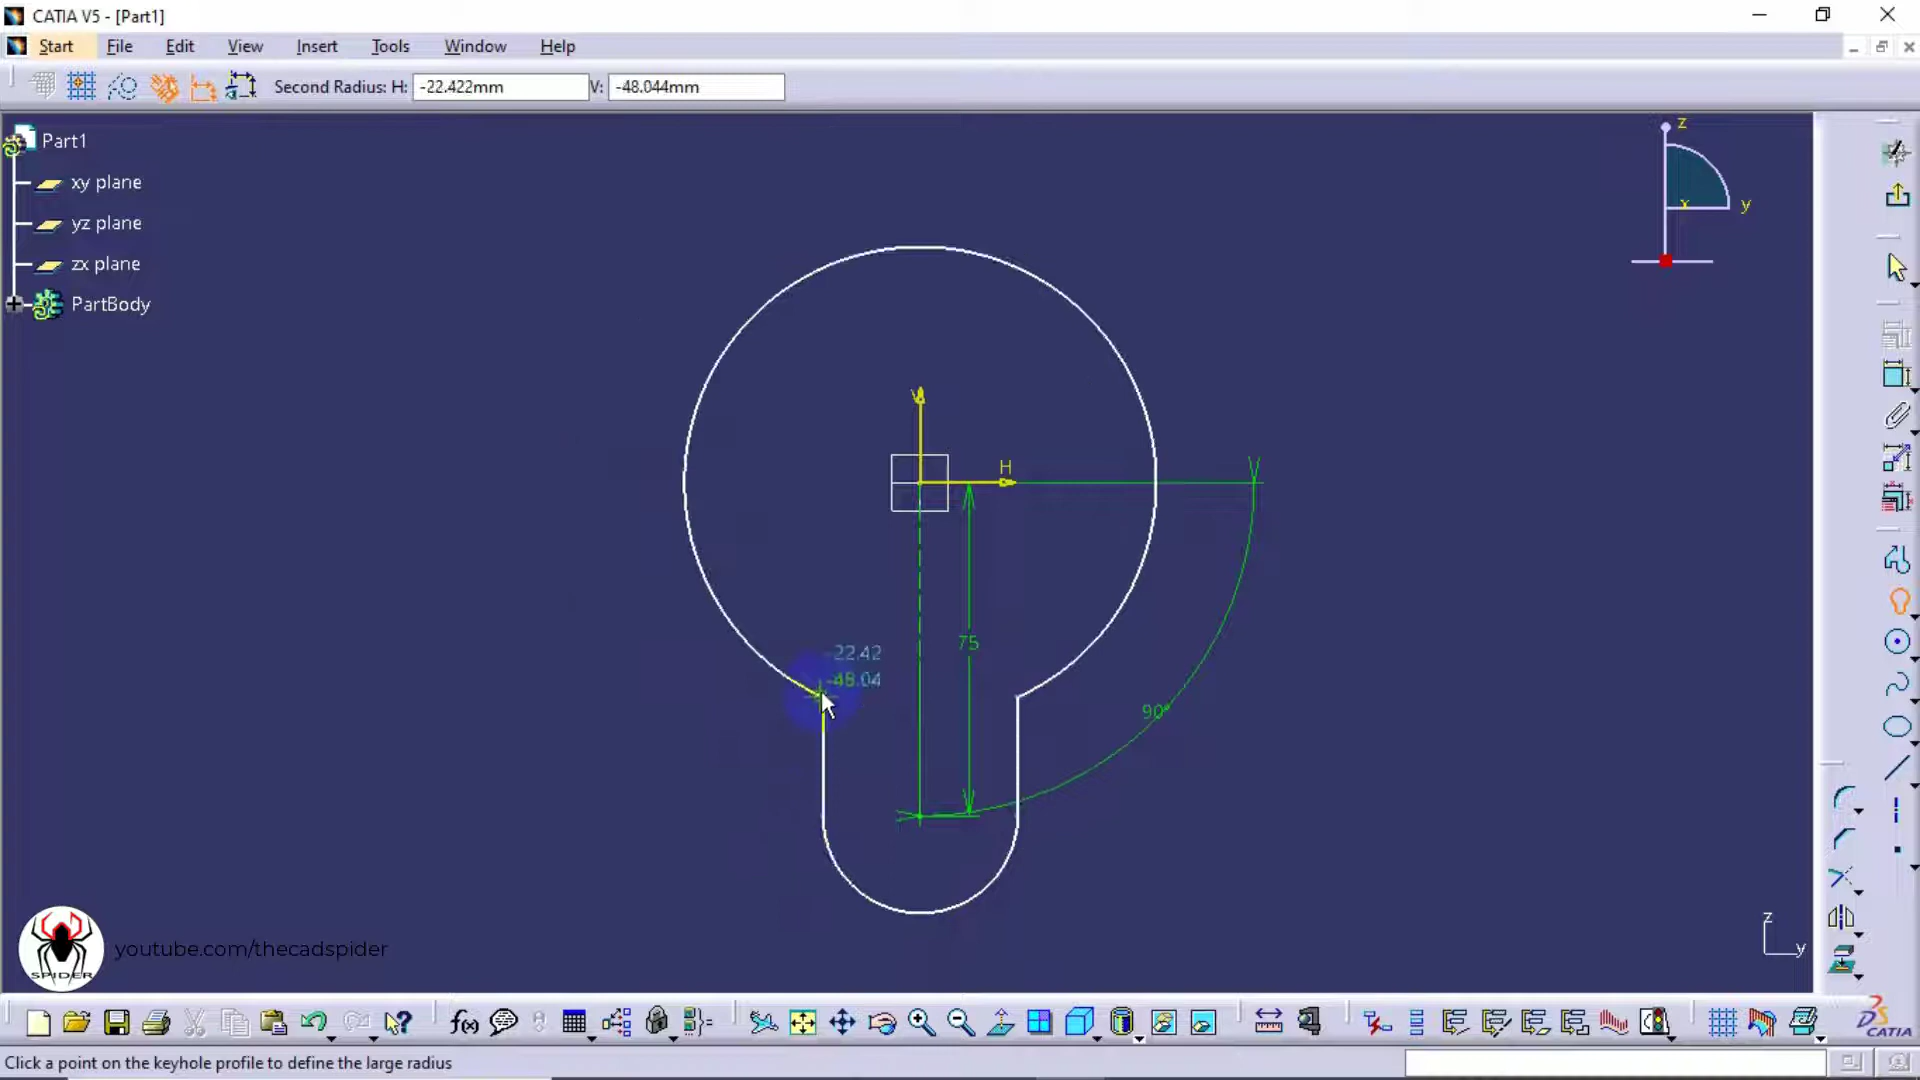 CATIA V5 - [Part1]
Start File Edit View Insert Tools Window Help
Second Radius: H: -22.422mm V: -48.044mm
Part1
xy plane
yz plane
zx plane
PartBody
z
x
y
V
H
75
-22.42
-48.04
90°
z
y
SPIDER
youtube.com/thecadspider
f(x)
CATIA
Click a point on the keyhole profile to define the large radius